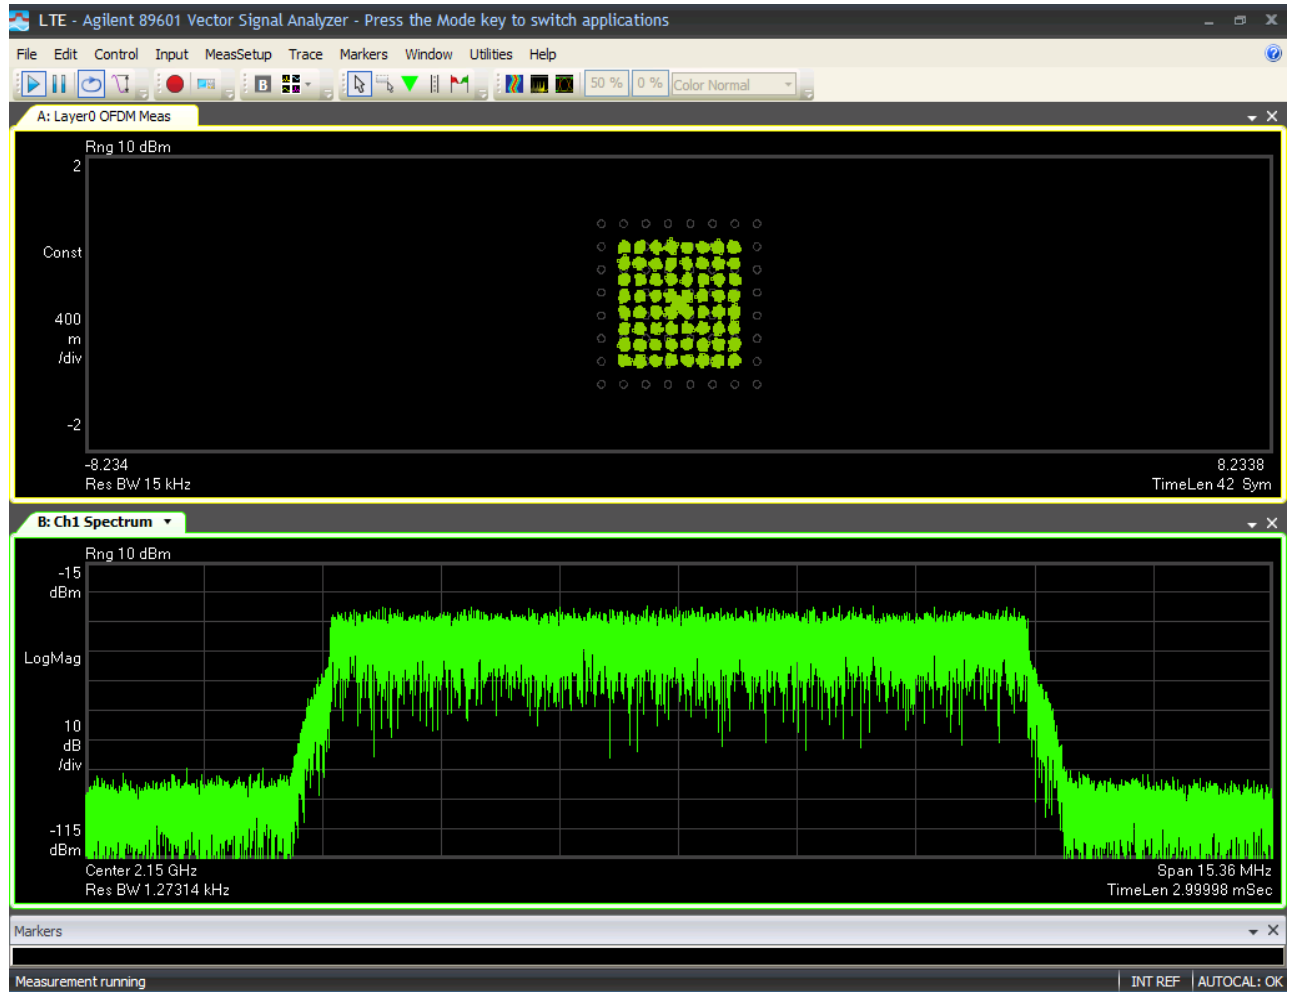 LTE - Agilent 89601 Vector Signal Analyzer - Press the Mode key to switch applications
File Edit Control Input MeasSetup Trace Markers Window Utilities Help
B 50 % 0 % Color Normal
A: Layer0 OFDM Meas
Rng 10 dBm
2
Const
400
m
/div
-2
-8.234 8.2338
Res BW 15 kHz TimeLen 42 Sym
B: Ch1 Spectrum
Rng 10 dBm
-15
dBm
LogMag
10
dB
/div
-115
dBm
Center 2.15 GHz Span 15.36 MHz
Res BW 1.27314 kHz TimeLen 2.99998 mSec
Markers
Measurement running INT REF AUTOCAL: OK